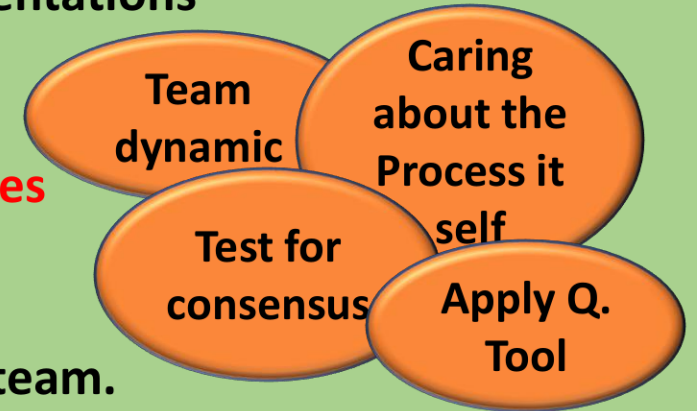 entations
Team
dynamic
Caring
about the
Process it
self
es
Test for
consensus
Apply Q.
Tool
team.